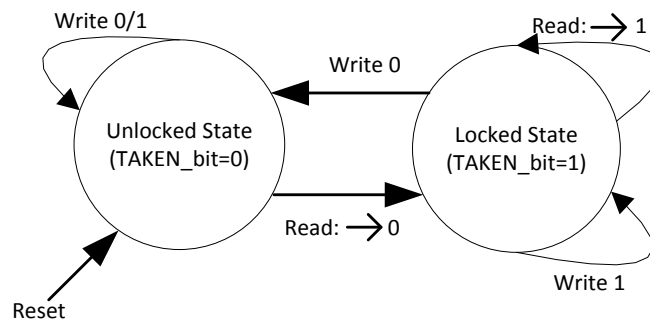 Write 0/1
Read: → 1
Write 0
Unlocked State
(TAKEN_bit=0)
Locked State
(TAKEN_bit=1)
Read: → 0
Write 1
Reset